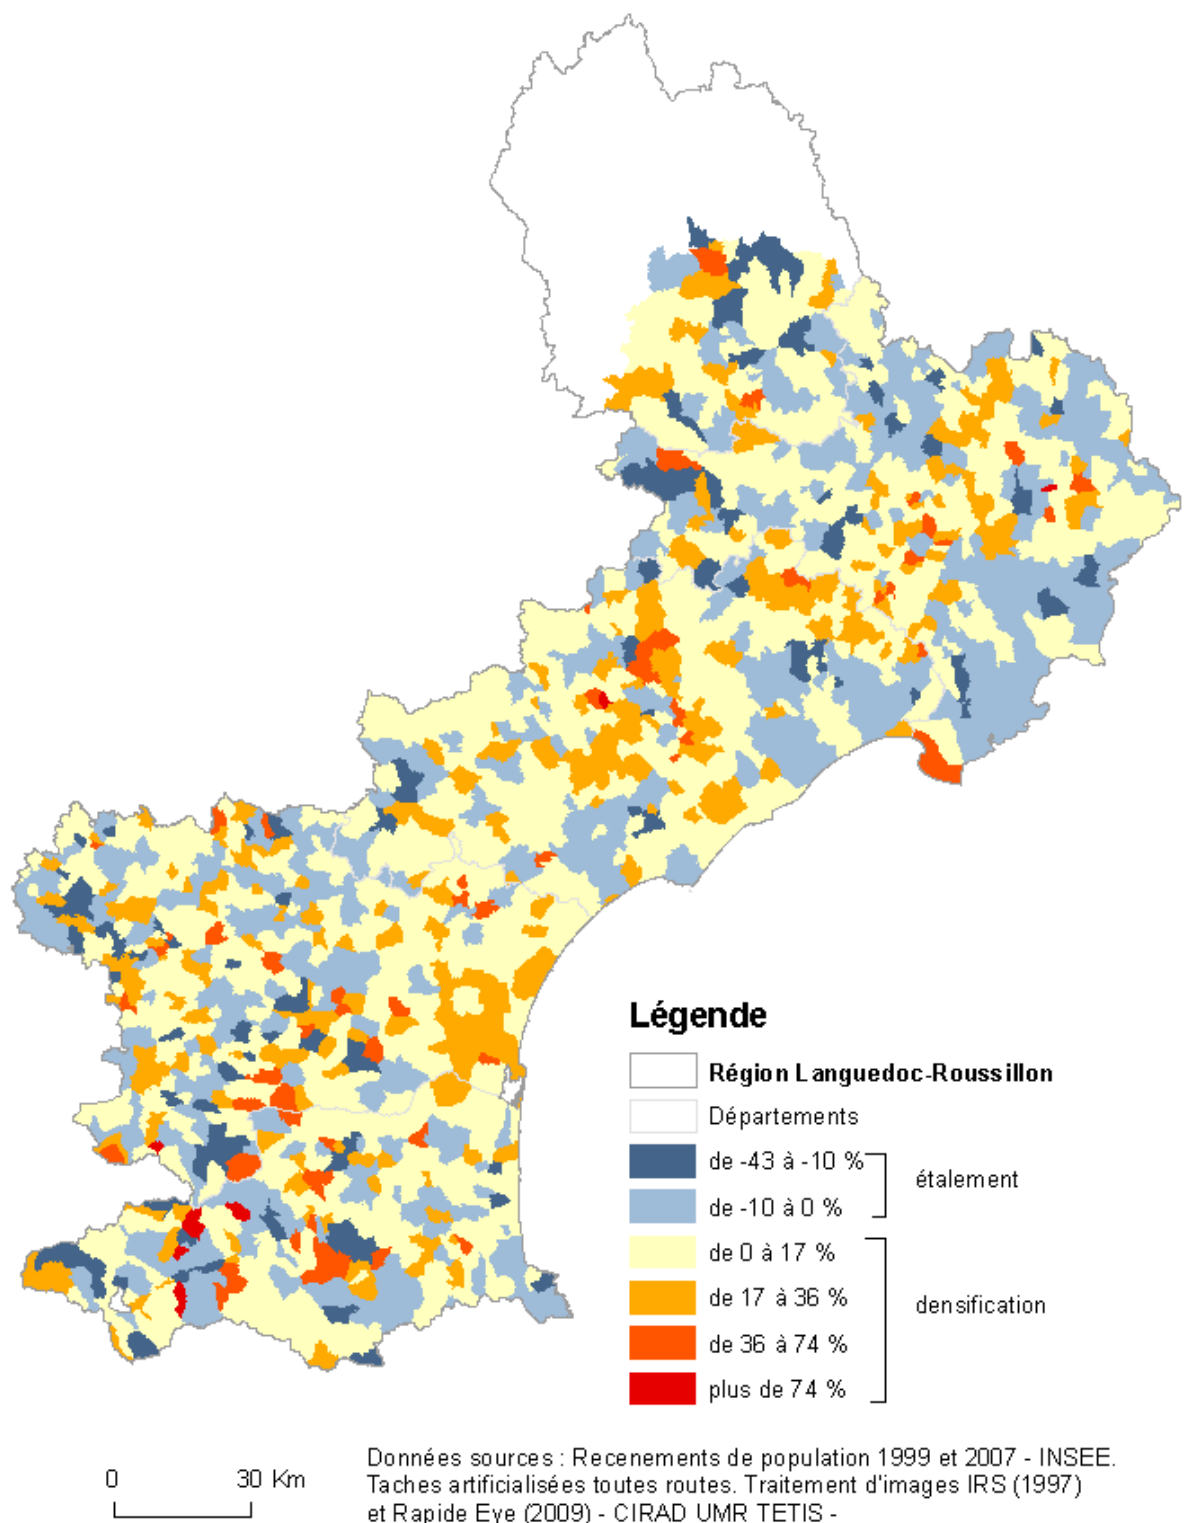 Légende
Région Languedoc-Roussillon
Départements
de -43 à -10 %
de -10 à 0 %
étalement
de 0 à 17 %
de 17 à 36 %
de 36 à 74 %
plus de 74 %
densification
0 30 Km
Données sources : Recenements de population 1999 et 2007 - INSEE.
Taches artificialisées toutes routes. Traitement d'images IRS (1997)
et Rapide Eye (2009) - CIRAD UMR TETIS -